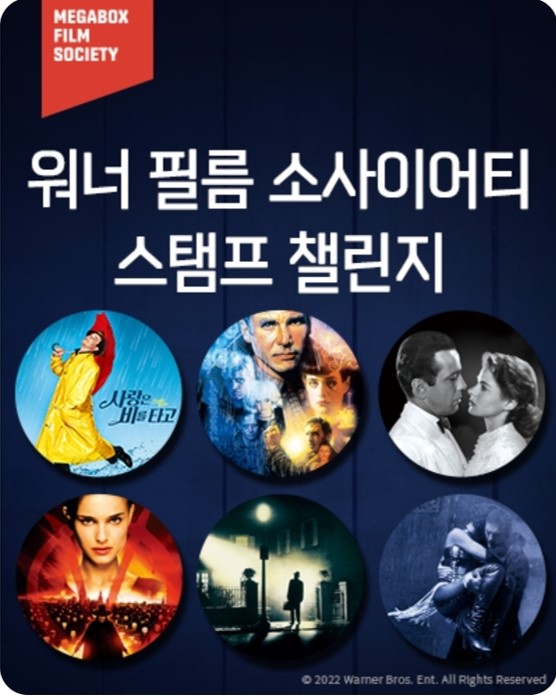 MEGABOX
FILM
SOCIETY
워너 필름 소사이어티
스탬프 챌린지
사랑은
비를 타고
© 2022 Warner Bros. Ent. All Rights Reserved